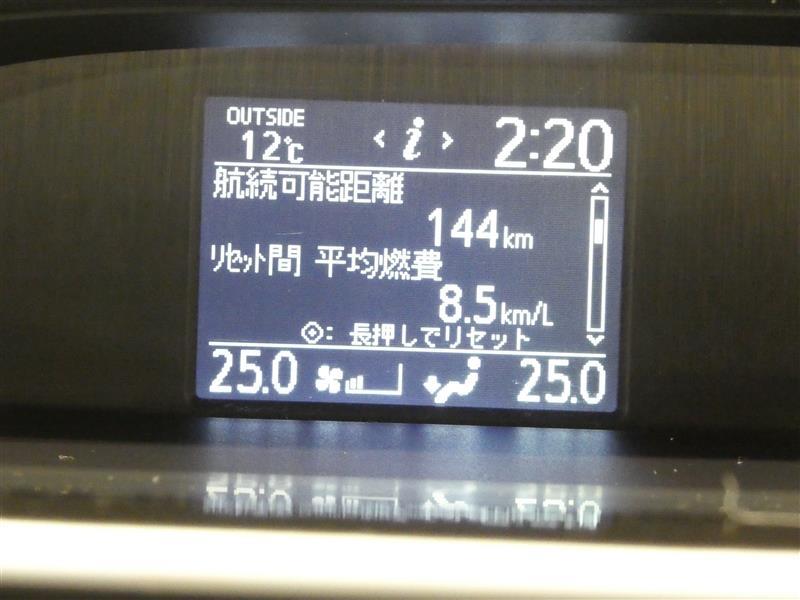 OUTSIDE
12℃ < i > 2:20
航続可能距離
144km
リセット間 平均燃費
8.5km/L
長押しでリセット
25.0 25.0